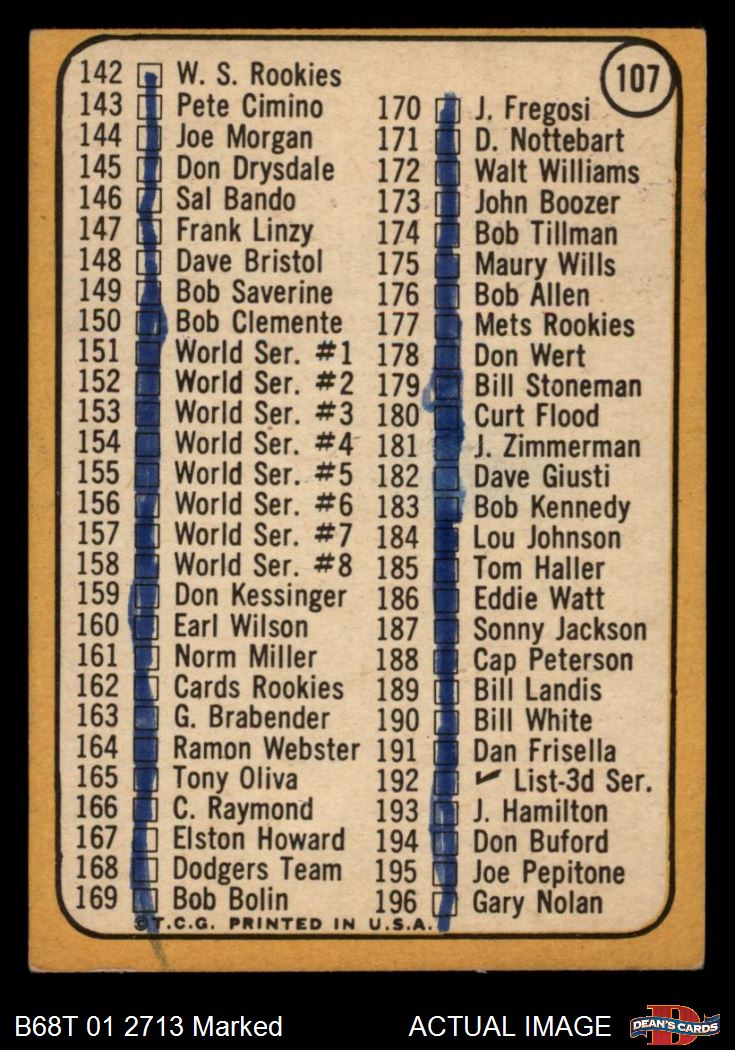 107
142 W. S. Rookies
143 Pete Cimino
144 Joe Morgan
145 Don Drysdale
146 Sal Bando
147 Frank Linzy
148 Dave Bristol
149 Bob Saverine
150 Bob Clemente
151 World Ser. #1
152 World Ser. #2
153 World Ser. #3
154 World Ser. #4
155 World Ser. #5
156 World Ser. #6
157 World Ser. #7
158 World Ser. #8
159 Don Kessinger
160 Earl Wilson
161 Norm Miller
162 Cards Rookies
163 G. Brabender
164 Ramon Webster
165 Tony Oliva
166 C. Raymond
167 Elston Howard
168 Dodgers Team
169 Bob Bolin
170 J. Fregosi
171 D. Nottebart
172 Walt Williams
173 John Boozer
174 Bob Tillman
175 Maury Wills
176 Bob Allen
177 Mets Rookies
178 Don Wert
179 Bill Stoneman
180 Curt Flood
181 J. Zimmerman
182 Dave Giusti
183 Bob Kennedy
184 Lou Johnson
185 Tom Haller
186 Eddie Watt
187 Sonny Jackson
188 Cap Peterson
189 Bill Landis
190 Bill White
191 Dan Frisella
192 ✓ List-3d Ser.
193 J. Hamilton
194 Don Buford
195 Joe Pepitone
196 Gary Nolan
©T.C.G. PRINTED IN U.S.A.
B68T 01 2713 Marked
ACTUAL IMAGE
D
DEAN'S CARDS